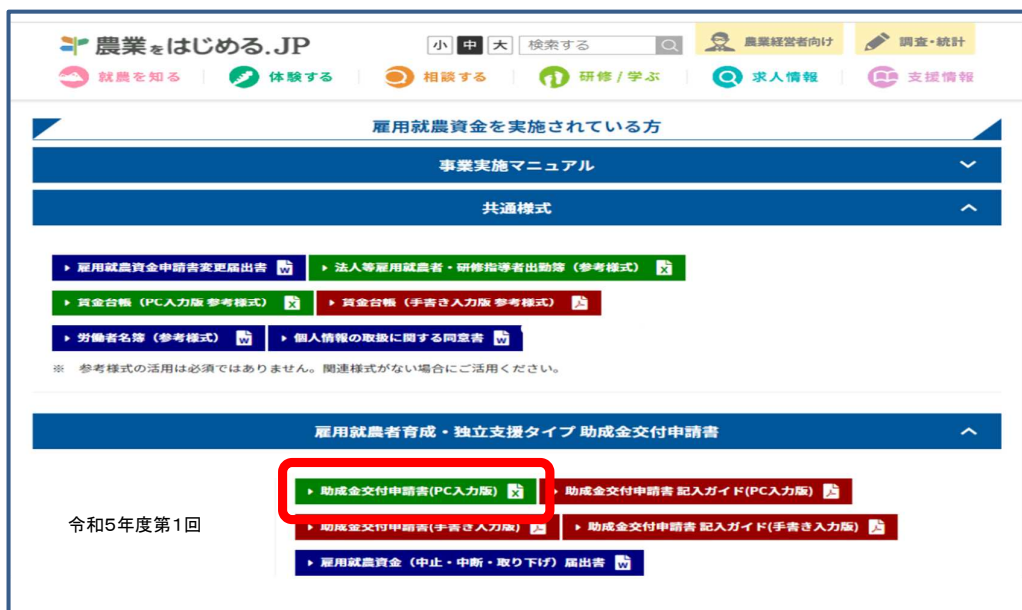 農業をはじめる.JP 小 中 大 検索する 農業経営者向け 調査・統計
就農を知る 体験する 相談する 研修/学ぶ 求人情報 支援情報
雇用就農資金を実施されている方
事業実施マニュアル
共通様式
雇用就農資金申請書変更届出書 法人等雇用就農者・研修指導者出勤簿（参考様式）
賃金台帳（PC入力版 参考様式） 賃金台帳（手書き入力版 参考様式）
労働者名簿（参考様式） 個人情報の取扱に関する同意書
※ 参考様式の活用は必須ではありません。関連様式がない場合にご活用ください。
雇用就農者育成・独立支援タイプ 助成金交付申請書
助成金交付申請書(PC入力版) 助成金交付申請書 記入ガイド(PC入力版)
令和5年度第1回
助成金交付申請書(手書き入力版) 助成金交付申請書 記入ガイド(手書き入力版)
雇用就農資金（中止・中断・取り下げ）届出書